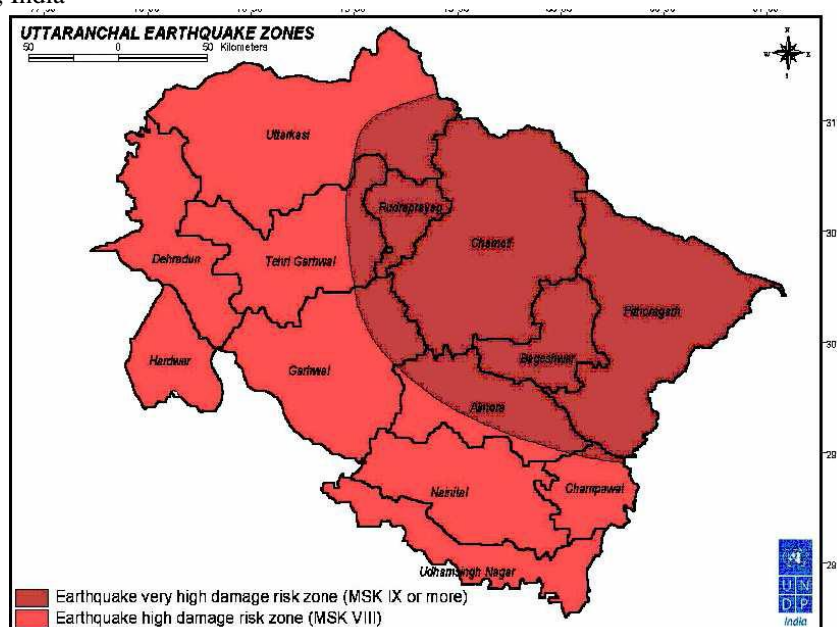 , India
UTTARANCHAL EARTHQUAKE ZONES
50 0 50 Kilometers
Uttarkasi
Rudraprayag
Chamoli
Dehradun
Tehri Garhwal
Pithoragarh
Hardwar
Garhwal
Bageshwar
Almora
Nainital
Champawat
Udhamsingh Nagar
31
30
30
29
29
Earthquake very high damage risk zone (MSK IX or more)
Earthquake high damage risk zone (MSK VIII)
UN
DP
India